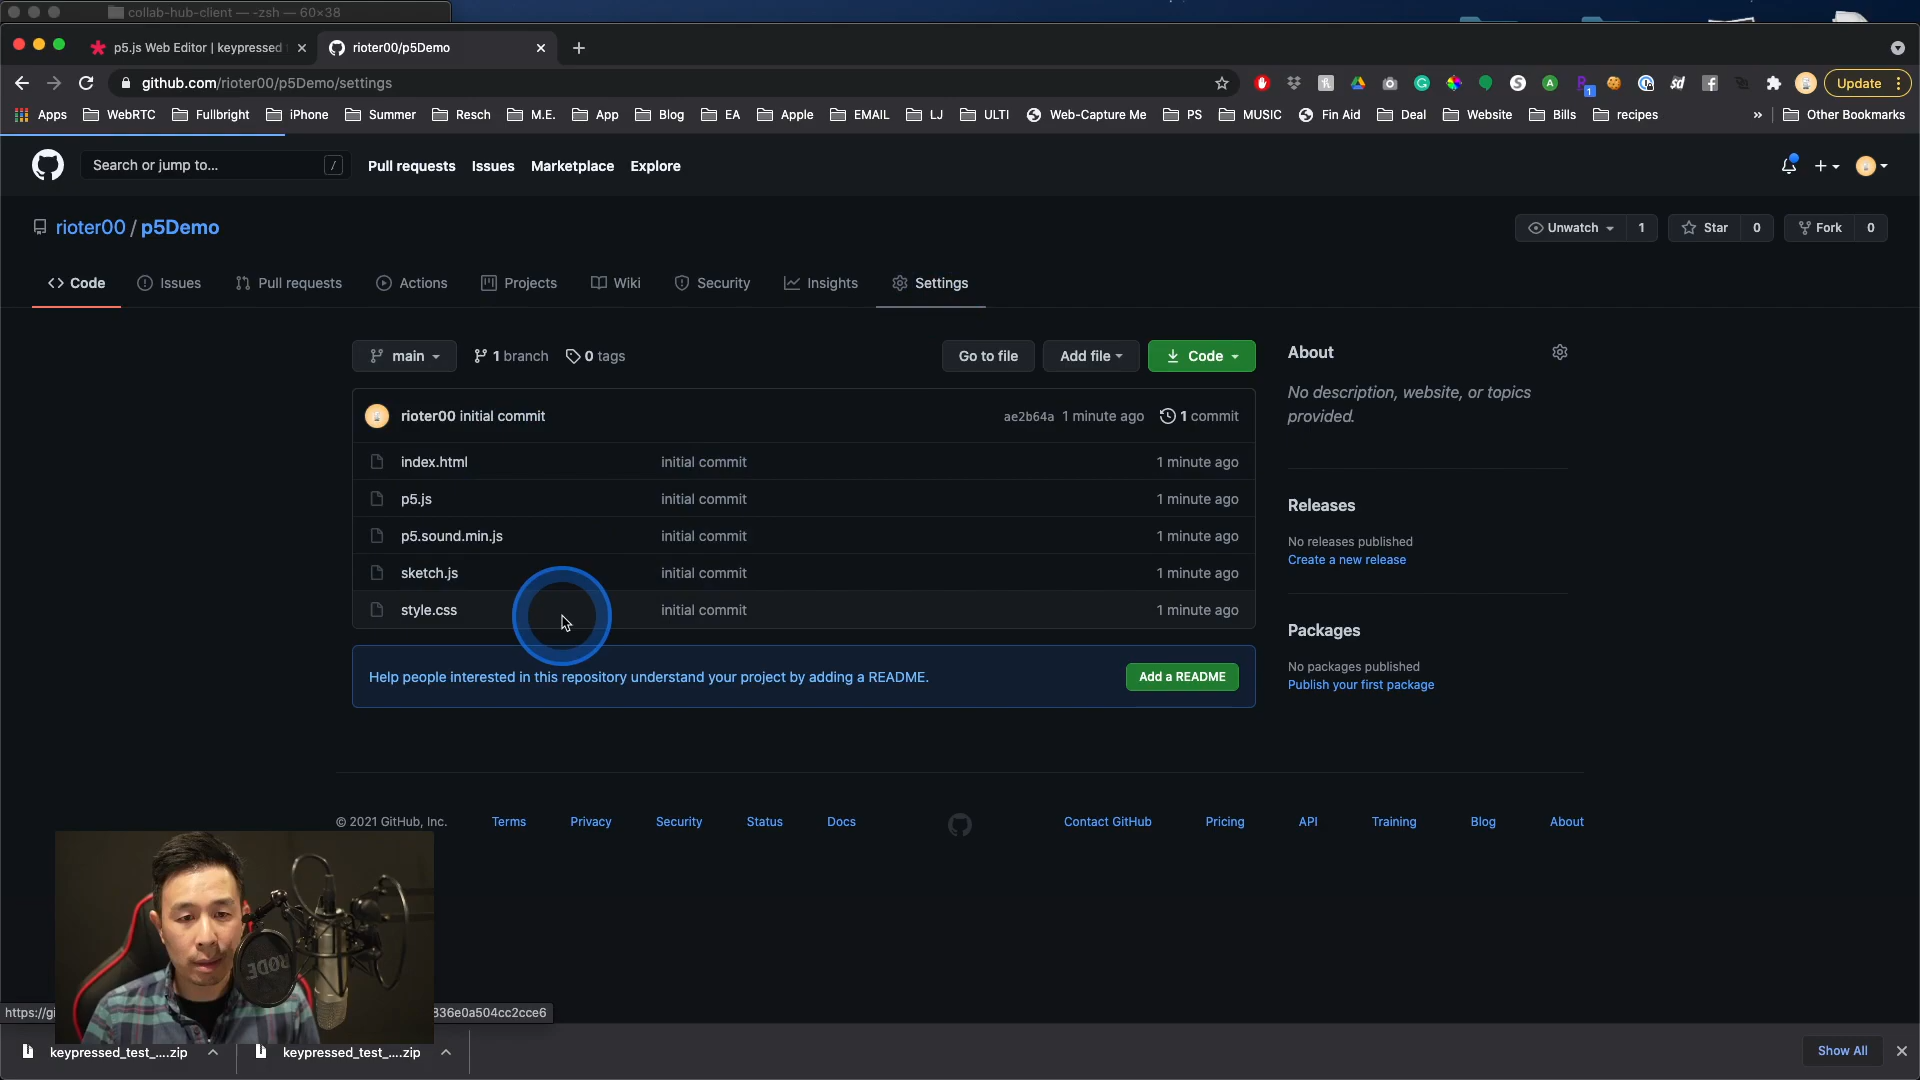 collab-hub-client — -zsh — 60×38
p5.js Web Editor | keypressed
rioter00/p5Demo
github.com/rioter00/p5Demo/settings
Update
Apps WebRTC Fullbright iPhone Summer Resch M.E. App Blog EA Apple EMAIL LJ ULTI Web-Capture Me PS MUSIC Fin Aid Deal Website Bills recipes » Other Bookmarks
Search or jump to... / Pull requests Issues Marketplace Explore
rioter00 / p5Demo
Unwatch 1 Star 0 Fork 0
Code Issues Pull requests Actions Projects Wiki Security Insights Settings
main 1 branch 0 tags Go to file Add file Code
About
No description, website, or topics
provided.
rioter00 initial commit ae2b64a 1 minute ago 1 commit
index.html initial commit 1 minute ago
p5.js initial commit 1 minute ago
p5.sound.min.js initial commit 1 minute ago
sketch.js initial commit 1 minute ago
style.css initial commit 1 minute ago
Releases
No releases published
Create a new release
Packages
No packages published
Publish your first package
Help people interested in this repository understand your project by adding a README. Add a README
© 2021 GitHub, Inc. Terms Privacy Security Status Docs Contact GitHub Pricing API Training Blog About
RODE
https://gi
836e0a504cc2cce6
keypressed_test_....zip keypressed_test_....zip Show All